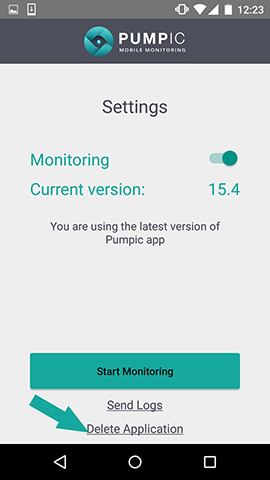 12:23
PUMPIC
MOBILE MONITORING
Settings
Monitoring
Current version: 15.4
You are using the latest version of
Pumpic app
Start Monitoring
Send Logs
Delete Application